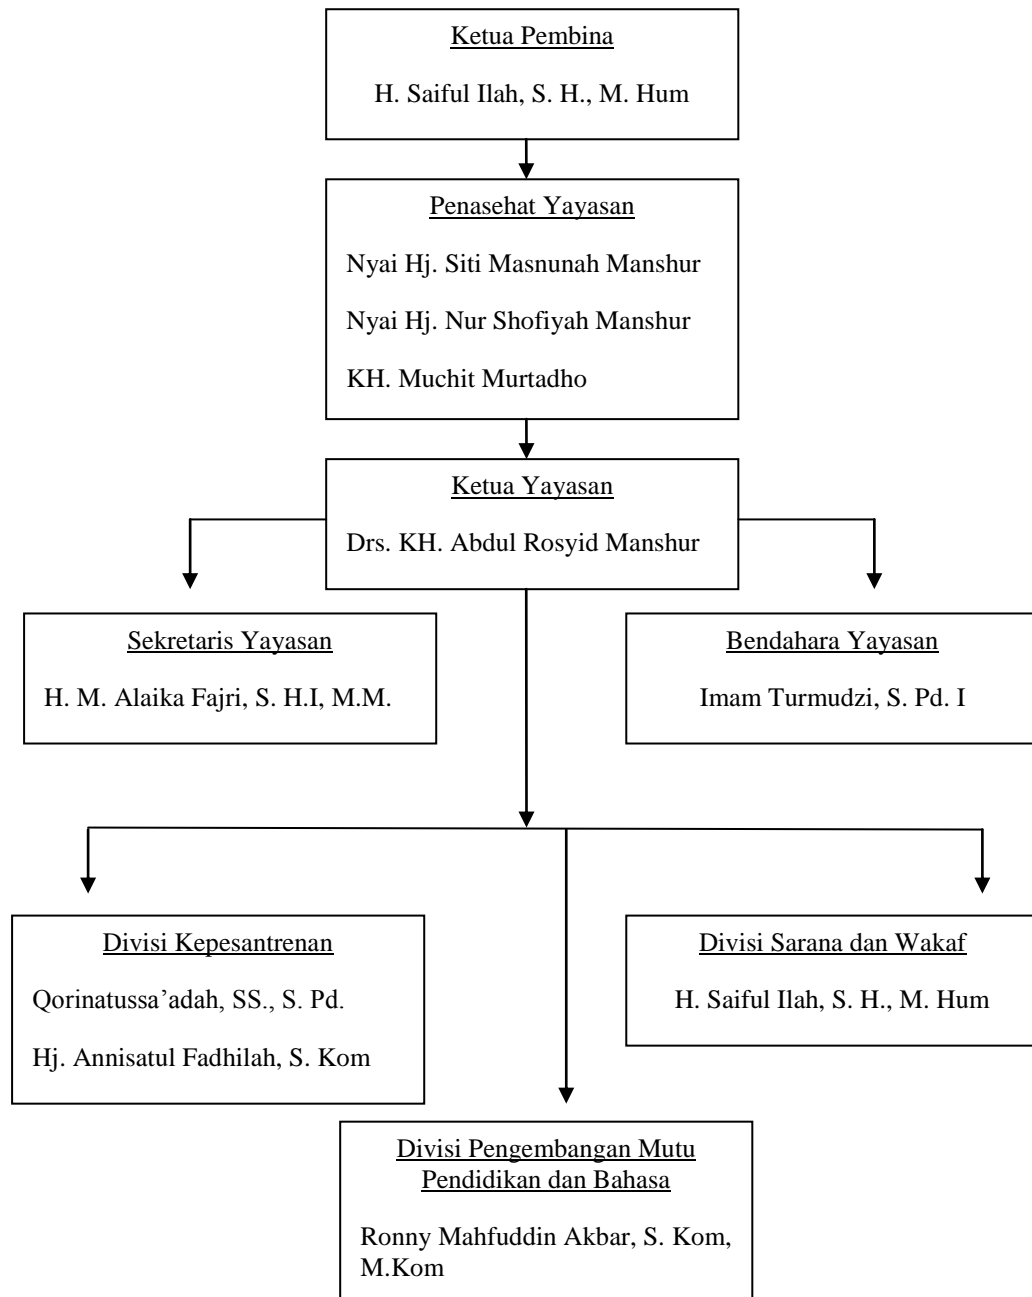 Ketua Pembina
H. Saiful Ilah, S. H., M. Hum
Penasehat Yayasan
Nyai Hj. Siti Masnunah Manshur
Nyai Hj. Nur Shofiyah Manshur
KH. Muchit Murtadho
Ketua Yayasan
Drs. KH. Abdul Rosyid Manshur
Sekretaris Yayasan
H. M. Alaika Fajri, S. H.I, M.M.
Bendahara Yayasan
Imam Turmudzi, S. Pd. I
Divisi Kepesantrenan
Qorinatussa’adah, SS., S. Pd.
Hj. Annisatul Fadhilah, S. Kom
Divisi Sarana dan Wakaf
H. Saiful Ilah, S. H., M. Hum
Divisi Pengembangan Mutu
Pendidikan dan Bahasa
Ronny Mahfuddin Akbar, S. Kom,
M.Kom